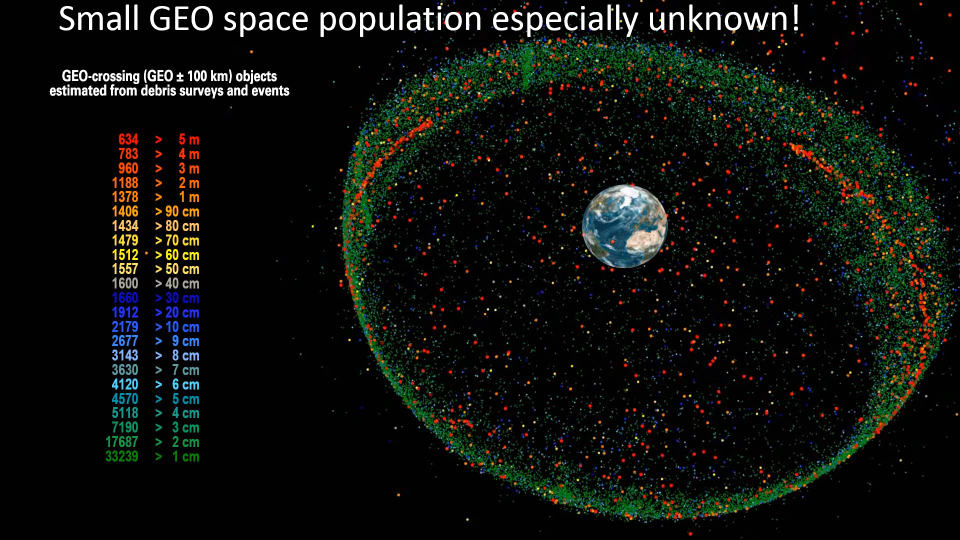 Small GEO space population especially unknown!
GEO-crossing (GEO ± 100 km) objects
estimated from debris surveys and events
634 > 5 m
783 > 4 m
960 > 3 m
1188 > 2 m
1378 > 1 m
1406 > 90 cm
1434 > 80 cm
1479 > 70 cm
1512 > 60 cm
1557 > 50 cm
1600 > 40 cm
1660 > 30 cm
1912 > 20 cm
2179 > 10 cm
2677 > 9 cm
3143 > 8 cm
3630 > 7 cm
4120 > 6 cm
4570 > 5 cm
5118 > 4 cm
7190 > 3 cm
17687 > 2 cm
33239 > 1 cm